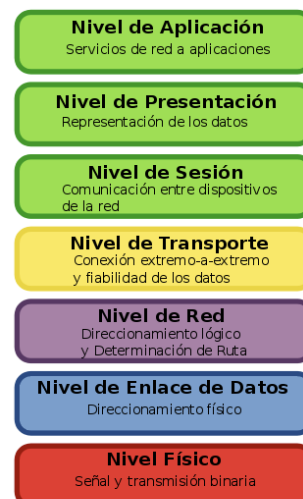 Nivel de Aplicación
Servicios de red a aplicaciones
Nivel de Presentación
Representación de los datos
Nivel de Sesión
Comunicación entre dispositivos
de la red
Nivel de Transporte
Conexión extremo-a-extremo
y fiabilidad de los datos
Nivel de Red
Direccionamiento lógico
y Determinación de Ruta
Nivel de Enlace de Datos
Direccionamiento físico
Nivel Físico
Señal y transmisión binaria